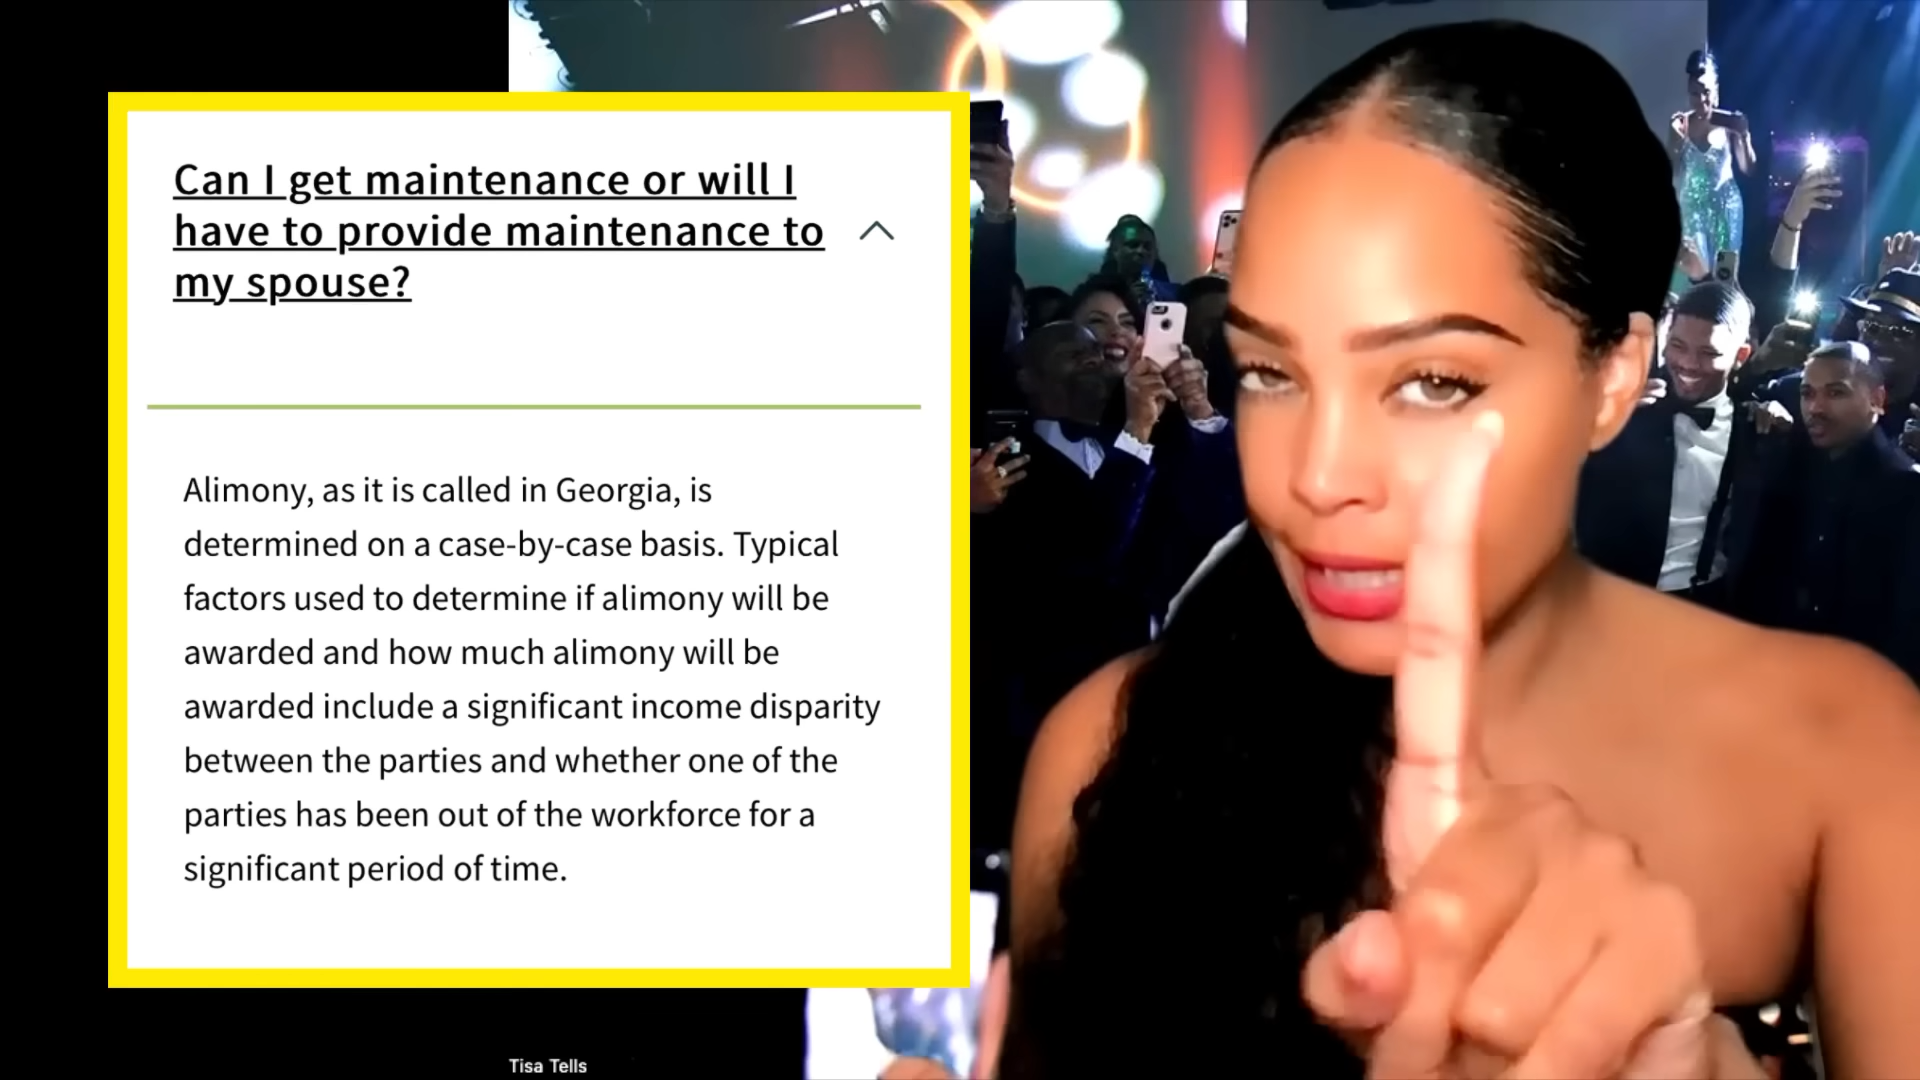 Can I get maintenance or will I
have to provide maintenance to
my spouse?
Alimony, as it is called in Georgia, is
determined on a case-by-case basis. Typical
factors used to determine if alimony will be
awarded and how much alimony will be
awarded include a significant income disparity
between the parties and whether one of the
parties has been out of the workforce for a
significant period of time.
Tisa Tells